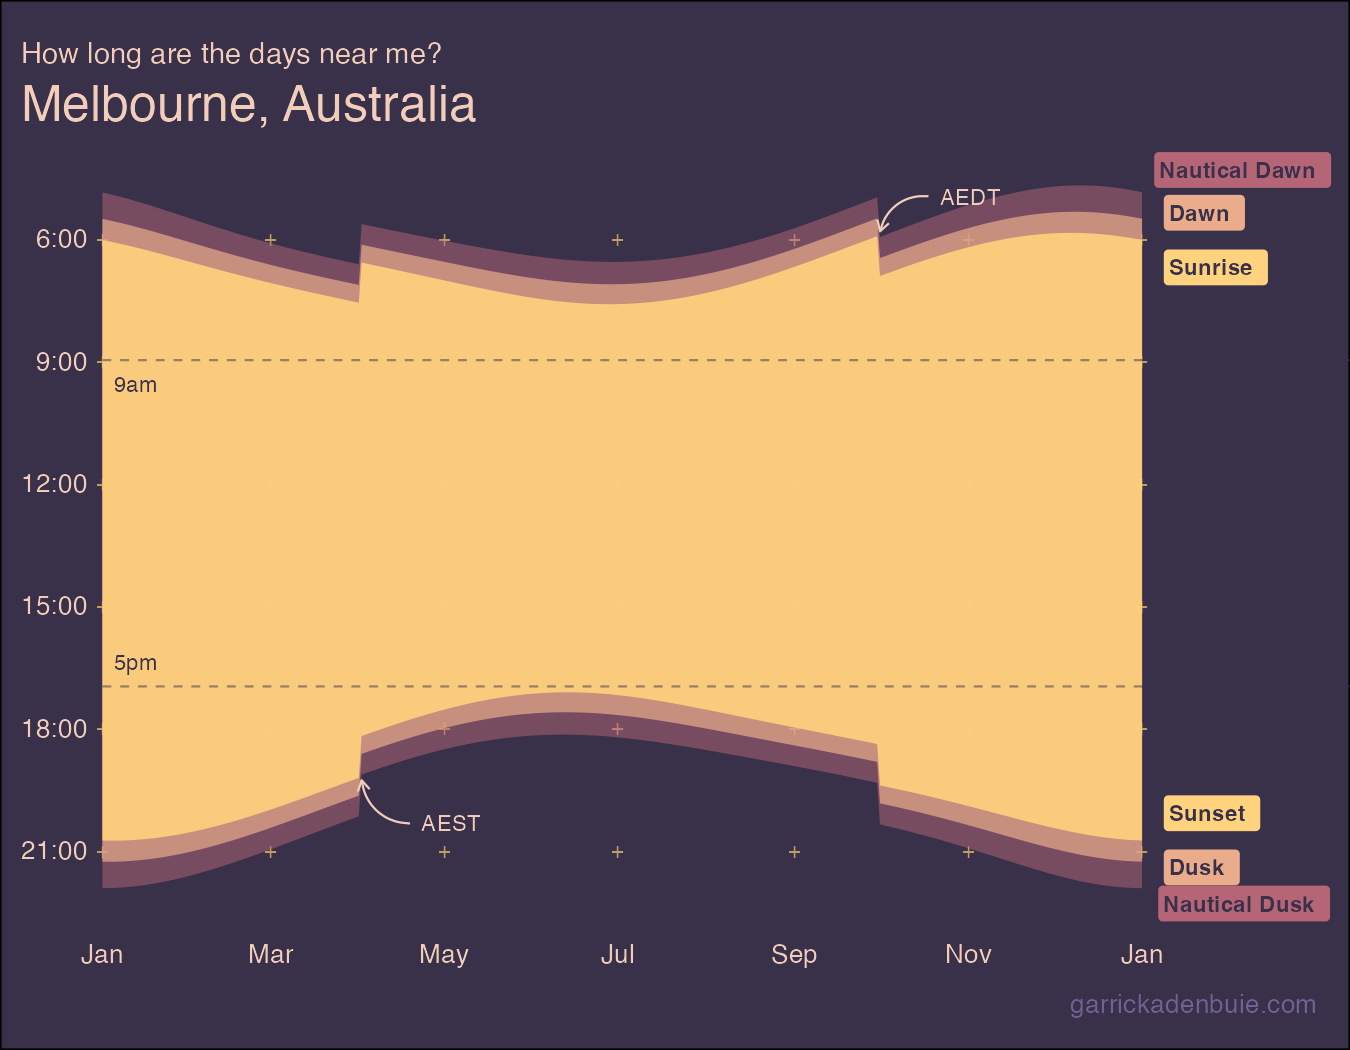 How long are the days near me?
Melbourne, Australia
Nautical Dawn
AEDT
Dawn
6:00
Sunrise
9:00
9am
12:00
15:00
5pm
18:00
Sunset
AEST
21:00
Dusk
Nautical Dusk
Jan Mar May Jul Sep Nov Jan
garrickadenbuie.com